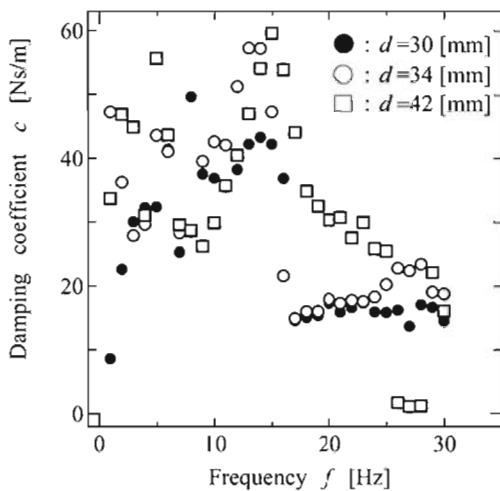 60
40
20
0
Damping coefficient c [Ns/m]
● : d=30 [mm]
○ : d=34 [mm]
□ : d=42 [mm]
0 10 20 30
Frequency f [Hz]